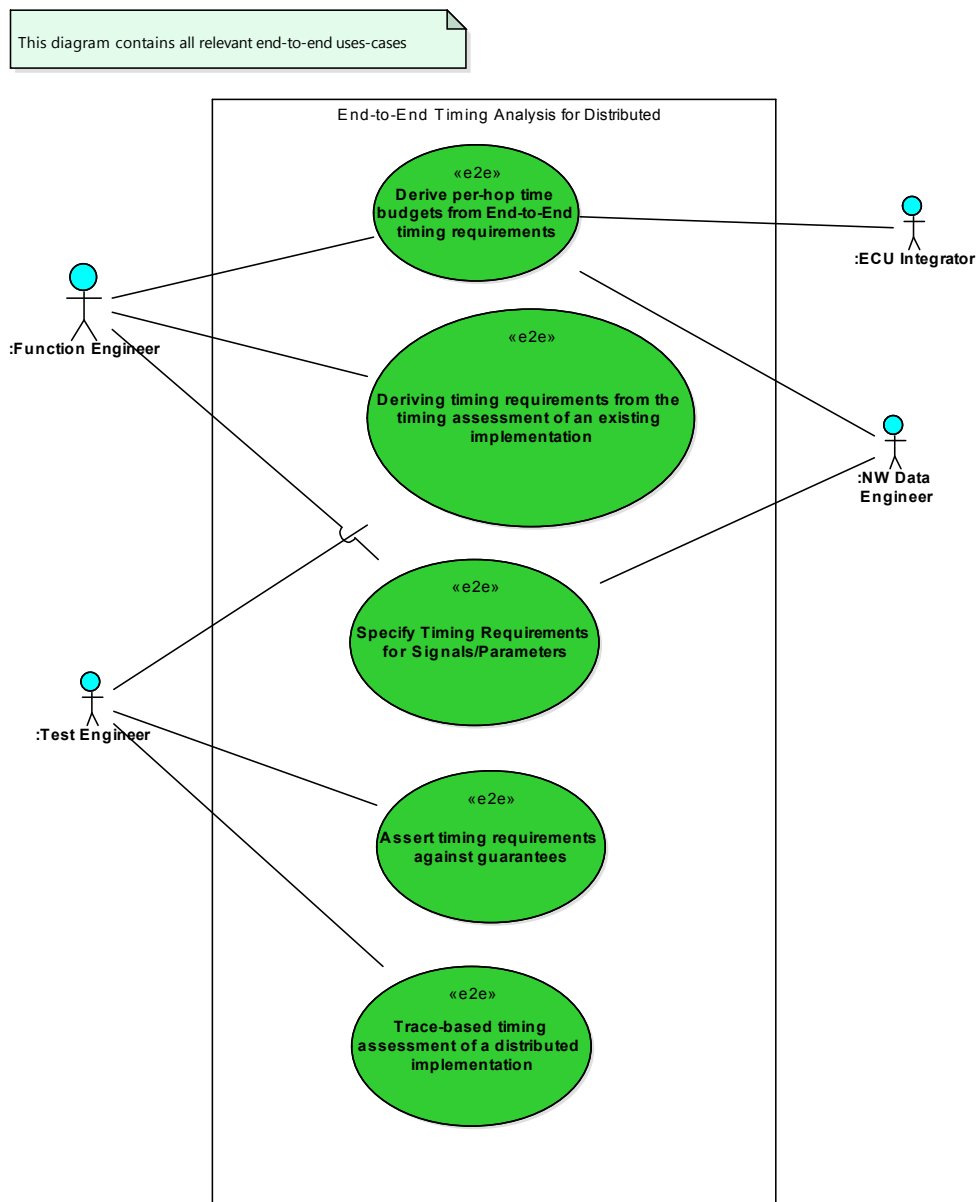 This diagram contains all relevant end-to-end uses-cases
End-to-End Timing Analysis for Distributed
«e2e»
Derive per-hop time
budgets from End-to-End
timing requirements
:ECU Integrator
:Function Engineer
«e2e»
Deriving timing requirements from the
timing assessment of an existing
implementation
:NW Data
Engineer
«e2e»
Specify Timing Requirements
for Signals/Parameters
:Test Engineer
«e2e»
Assert timing requirements
against guarantees
«e2e»
Trace-based timing
assessment of a distributed
implementation